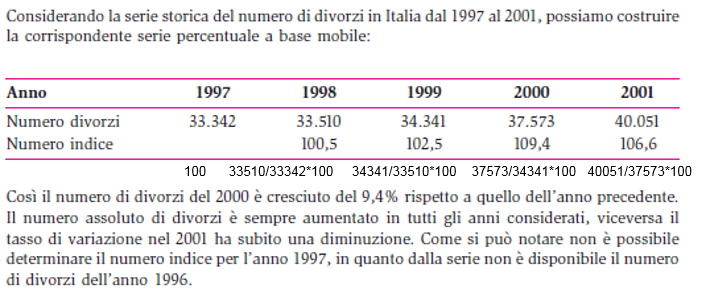 Considerando la serie storica del numero di divorzi in Italia dal 1997 al 2001, possiamo costruire
la corrispondente serie percentuale a base mobile:
Anno 1997 1998 1999 2000 2001
Numero divorzi 33.342 33.510 34.341 37.573 40.051
Numero indice 100,5 102,5 109,4 106,6
100 33510/33342*100 34341/33510*100 37573/34341*100 40051/37573*100
Così il numero di divorzi del 2000 è cresciuto del 9,4% rispetto a quello dell'anno precedente.
Il numero assoluto di divorzi è sempre aumentato in tutti gli anni considerati, viceversa il
tasso di variazione nel 2001 ha subito una diminuzione. Come si può notare non è possibile
determinare il numero indice per l'anno 1997, in quanto dalla serie non è disponibile il numero
di divorzi dell'anno 1996.